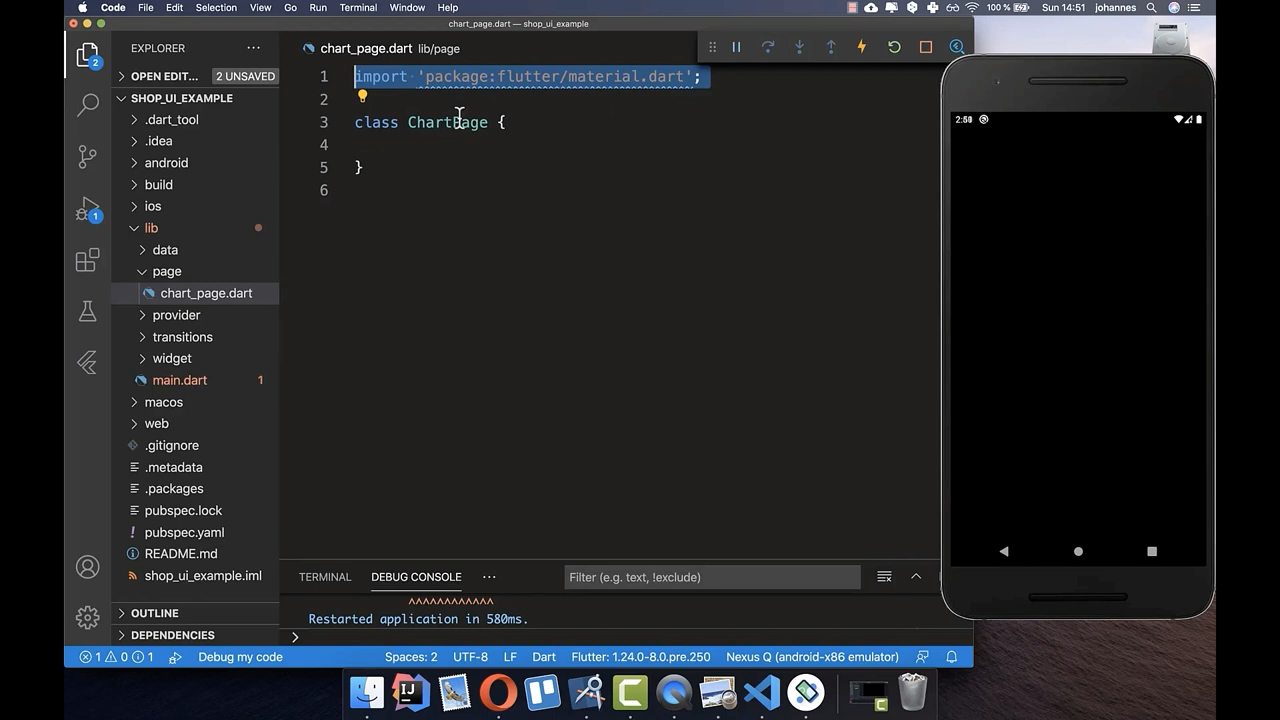 Code File Edit Selection View Go Run Terminal Window Help
100 % Sun 14:51 johannes
chart_page.dart — shop_ui_example
EXPLORER
chart_page.dart lib/page
OPEN EDIT... 2 UNSAVED
SHOP_UI_EXAMPLE
.dart_tool
.idea
android
build
ios
lib
data
page
chart_page.dart
provider
transitions
widget
main.dart 1
macos
web
.gitignore
.metadata
.packages
pubspec.lock
pubspec.yaml
README.md
shop_ui_example.iml
OUTLINE
DEPENDENCIES
2
1
1 import 'package:flutter/material.dart';
2
3 class ChartPage {
4
5 }
6
TERMINAL DEBUG CONSOLE ... Filter (e.g. text, !exclude)
^^^^^^^^^^^^
Restarted application in 580ms.
1 0 1 Debug my code Spaces: 2 UTF-8 LF Dart Flutter: 1.24.0-8.0.pre.250 Nexus Q (android-x86 emulator)